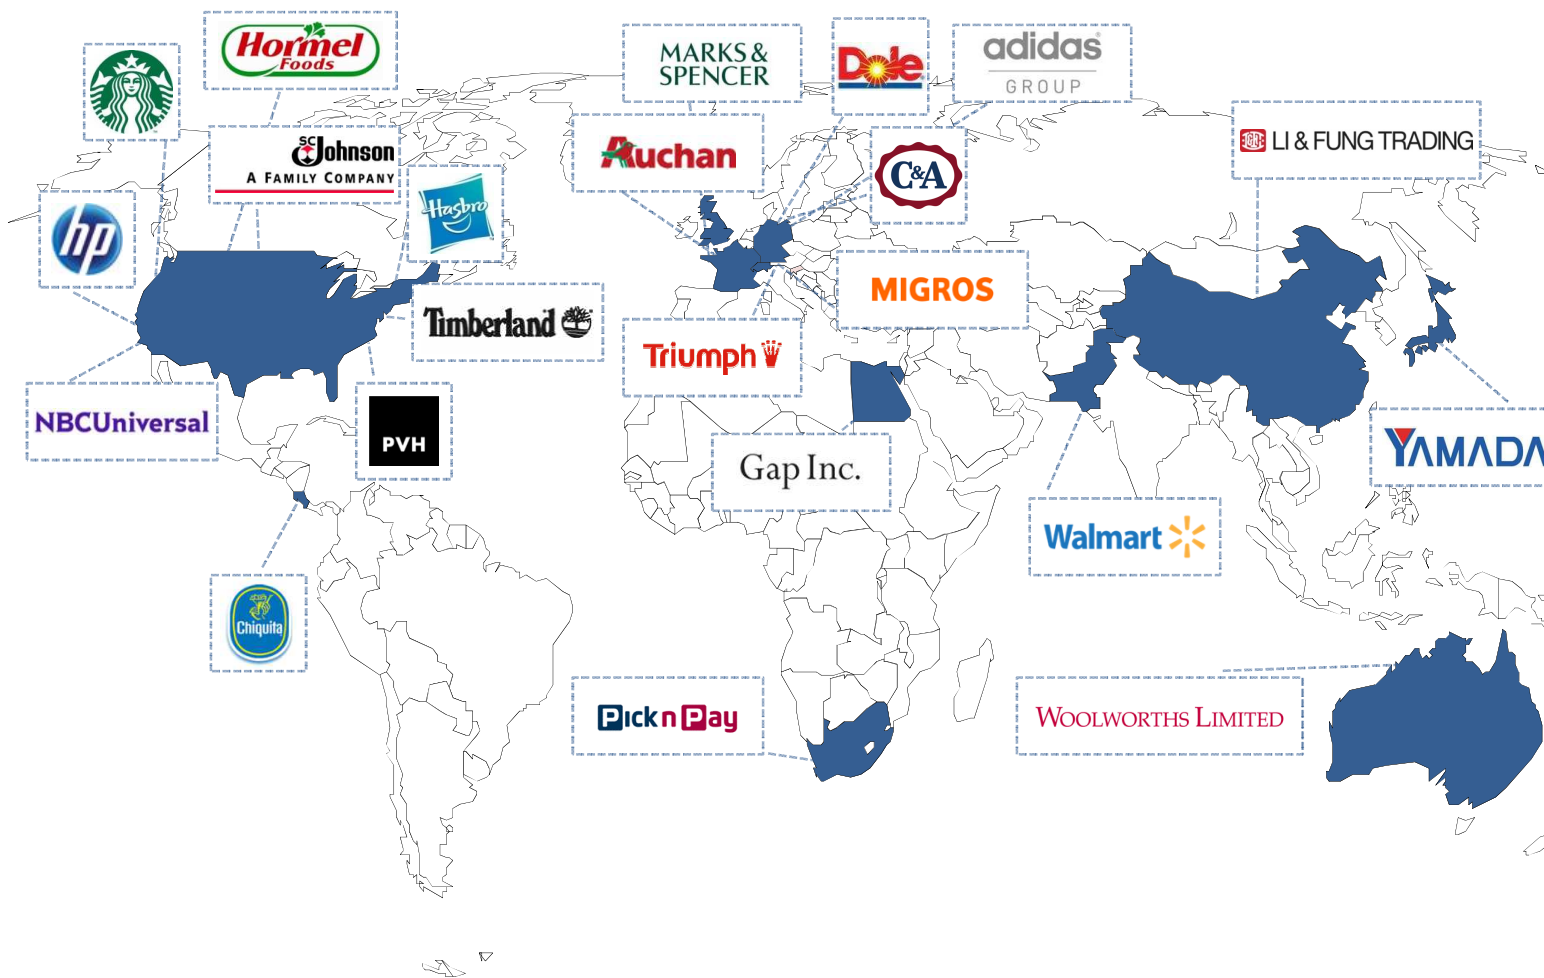 Hormel
Foods
MARKS &
SPENCER
Dole
adidas
GROUP
SC
Johnson
A FAMILY COMPANY
Auchan
C&A
LI & FUNG TRADING
hp
Hasbro
MIGROS
Timberland
Triumph
NBCUniversal
PVH
Gap Inc.
YAMADA
Walmart
Chiquita
Pick n Pay
WOOLWORTHS LIMITED